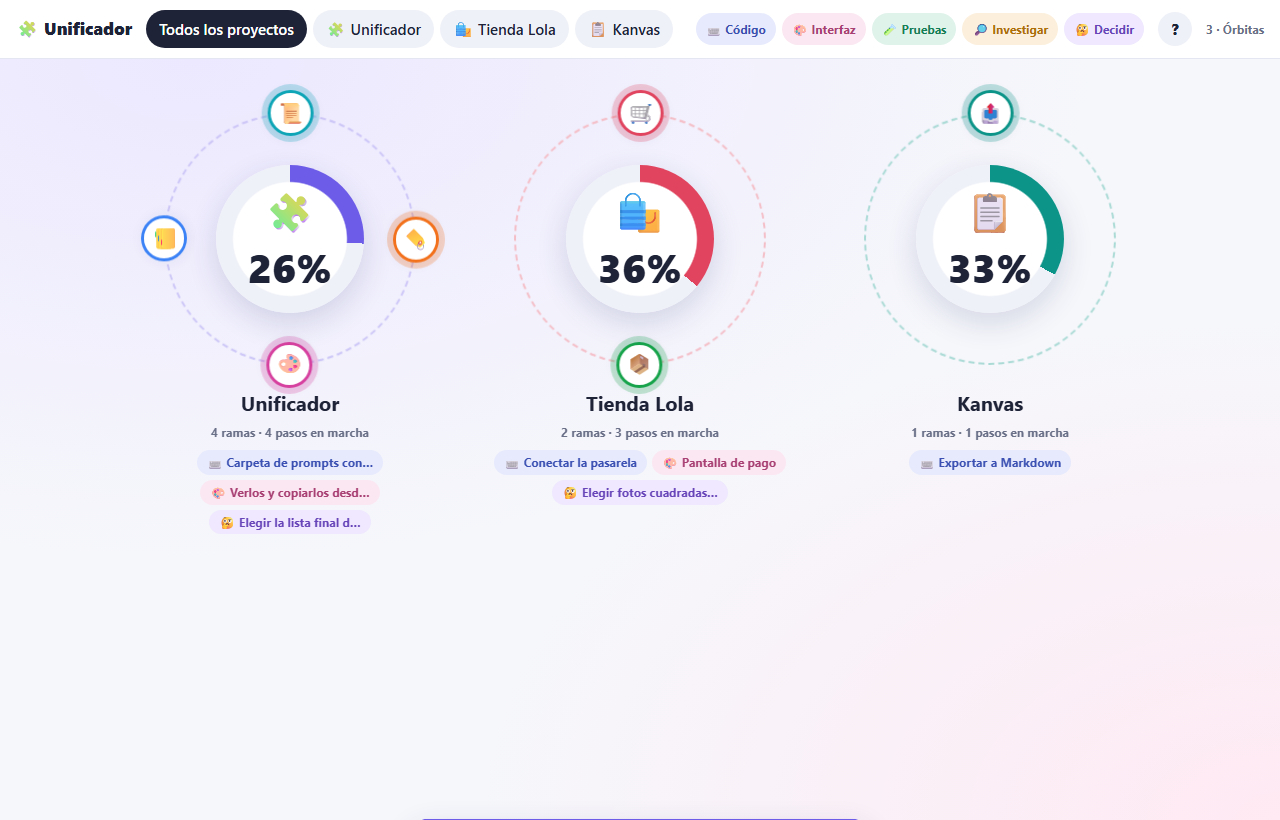 Unificador Todos los proyectos Unificador Tienda Lola Kanvas Código Interfaz Pruebas Investigar Decidir ? 3 · Órbitas
26% 36% 33%
Unificador Tienda Lola Kanvas
4 ramas · 4 pasos en marcha 2 ramas · 3 pasos en marcha 1 ramas · 1 pasos en marcha
Carpeta de prompts con... Conectar la pasarela Pantalla de pago Exportar a Markdown
Verlos y copiarlos desd... Elegir fotos cuadradas...
Elegir la lista final d...